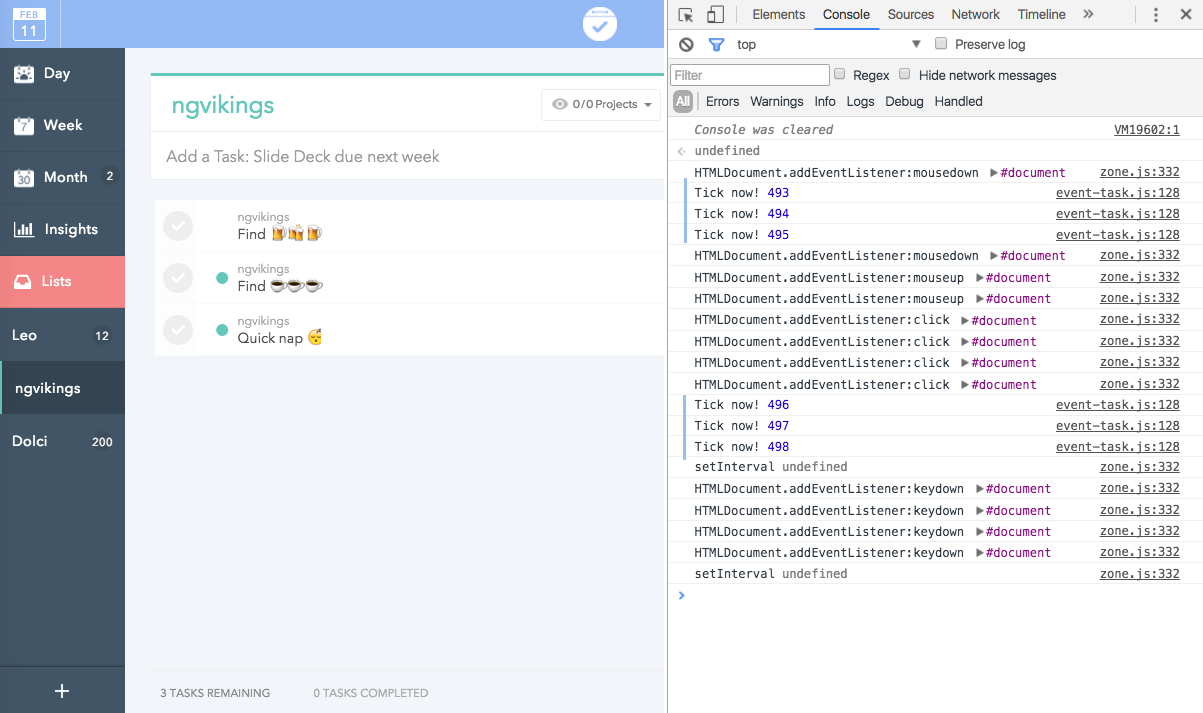 FEB
11
Day
7
Week
30
Month
2
Insights
Lists
Leo
12
ngvikings
Dolci
200
+
ngvikings
0/0 Projects
Add a Task: Slide Deck due next week
ngvikings
Find 🍺🍻🍺
ngvikings
Find ☕☕☕
ngvikings
Quick nap 😴
3 TASKS REMAINING
0 TASKS COMPLETED
Elements Console Sources Network Timeline »
top Preserve log
Filter Regex Hide network messages
All Errors Warnings Info Logs Debug Handled
Console was cleared VM19602:1
undefined
HTMLDocument.addEventListener:mousedown ▶#document zone.js:332
Tick now! 493 event-task.js:128
Tick now! 494 event-task.js:128
Tick now! 495 event-task.js:128
HTMLDocument.addEventListener:mousedown ▶#document zone.js:332
HTMLDocument.addEventListener:mouseup ▶#document zone.js:332
HTMLDocument.addEventListener:mouseup ▶#document zone.js:332
HTMLDocument.addEventListener:click ▶#document zone.js:332
HTMLDocument.addEventListener:click ▶#document zone.js:332
HTMLDocument.addEventListener:click ▶#document zone.js:332
HTMLDocument.addEventListener:click ▶#document zone.js:332
Tick now! 496 event-task.js:128
Tick now! 497 event-task.js:128
Tick now! 498 event-task.js:128
setInterval undefined zone.js:332
HTMLDocument.addEventListener:keydown ▶#document zone.js:332
HTMLDocument.addEventListener:keydown ▶#document zone.js:332
HTMLDocument.addEventListener:keydown ▶#document zone.js:332
HTMLDocument.addEventListener:keydown ▶#document zone.js:332
setInterval undefined zone.js:332